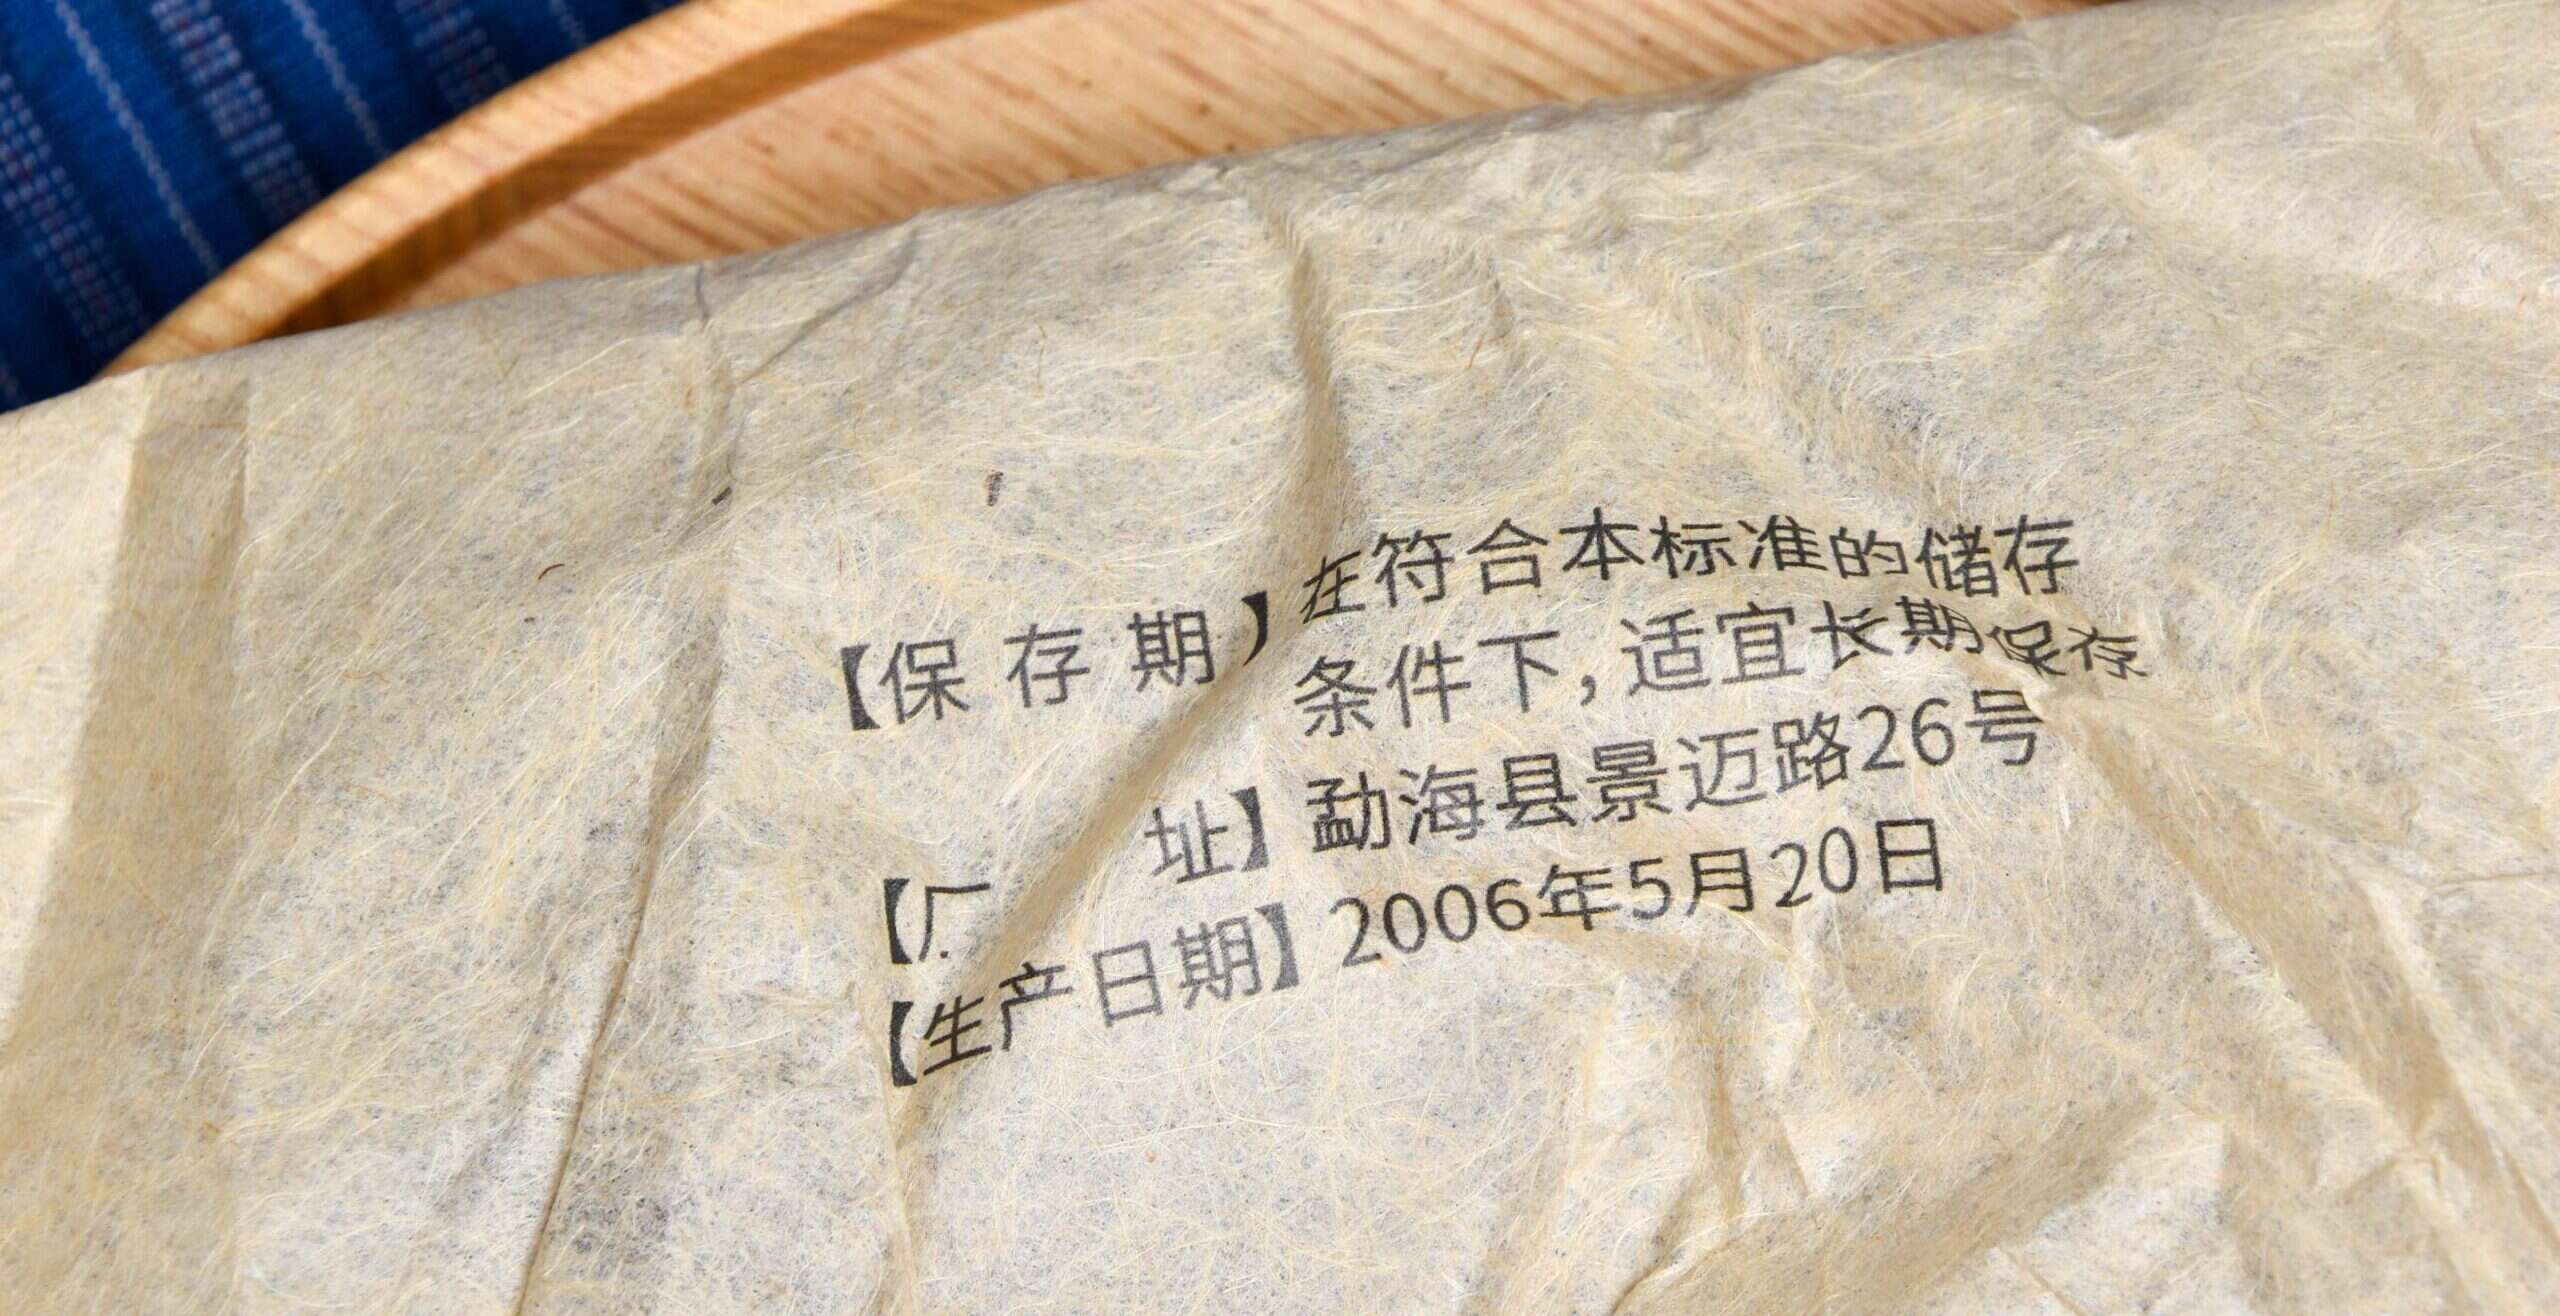 【保存期】在符合本标准的储存
条件下，适宜长期保存
【厂 址】勐海县景迈路26号
【生产日期】2006年5月20日